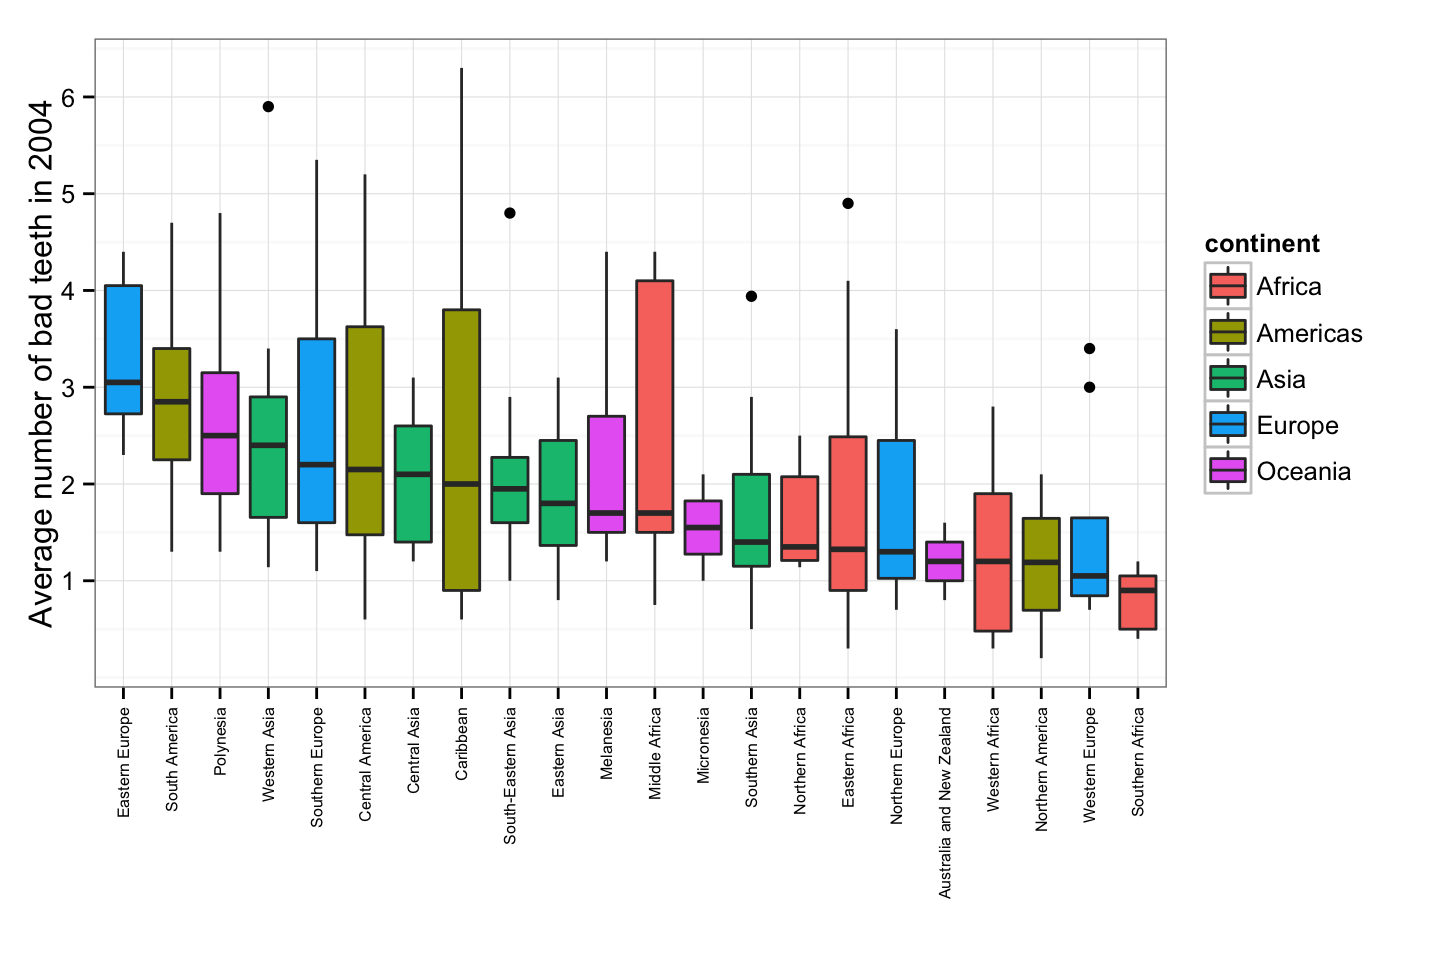 Average number of bad teeth in 2004
6
5
4
3
2
1
Eastern Europe
South America
Polynesia
Western Asia
Southern Europe
Central America
Central Asia
Caribbean
South-Eastern Asia
Eastern Asia
Melanesia
Middle Africa
Micronesia
Southern Asia
Northern Africa
Eastern Africa
Northern Europe
Australia and New Zealand
Western Africa
Northern America
Western Europe
Southern Africa
continent
Africa
Americas
Asia
Europe
Oceania